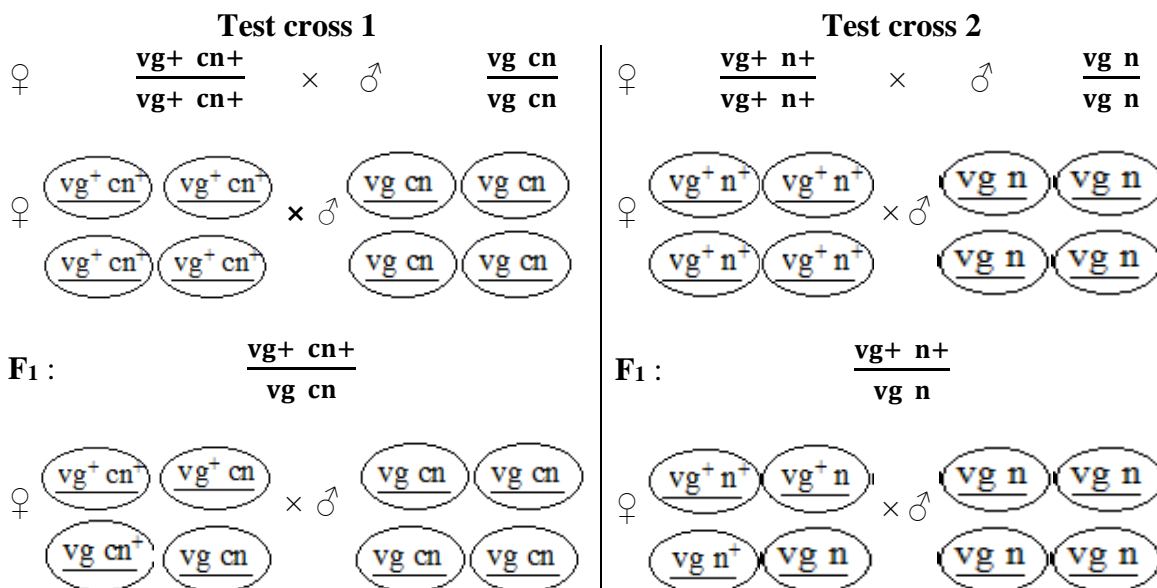 Test cross 1
♀ vg+ cn+ × ♂ vg cn
vg+ cn+ vg cn
vg⁺ cn⁺ vg⁺ cn⁺ vg cn vg cn
♀ × ♂
vg⁺ cn⁺ vg⁺ cn⁺ vg cn vg cn
F₁ : vg+ cn+
vg cn
vg⁺ cn⁺ vg⁺ cn vg cn vg cn
♀ × ♂
vg cn⁺ vg cn vg cn vg cn
Test cross 2
♀ vg+ n+ × ♂ vg n
vg+ n+ vg n
vg⁺ n⁺ vg⁺ n⁺ vg n vg n
♀ × ♂
vg⁺ n⁺ vg⁺ n⁺ vg n vg n
F₁ : vg+ n+
vg n
vg⁺ n⁺ vg⁺ n vg n vg n
♀ × ♂
vg n⁺ vg n vg n vg n